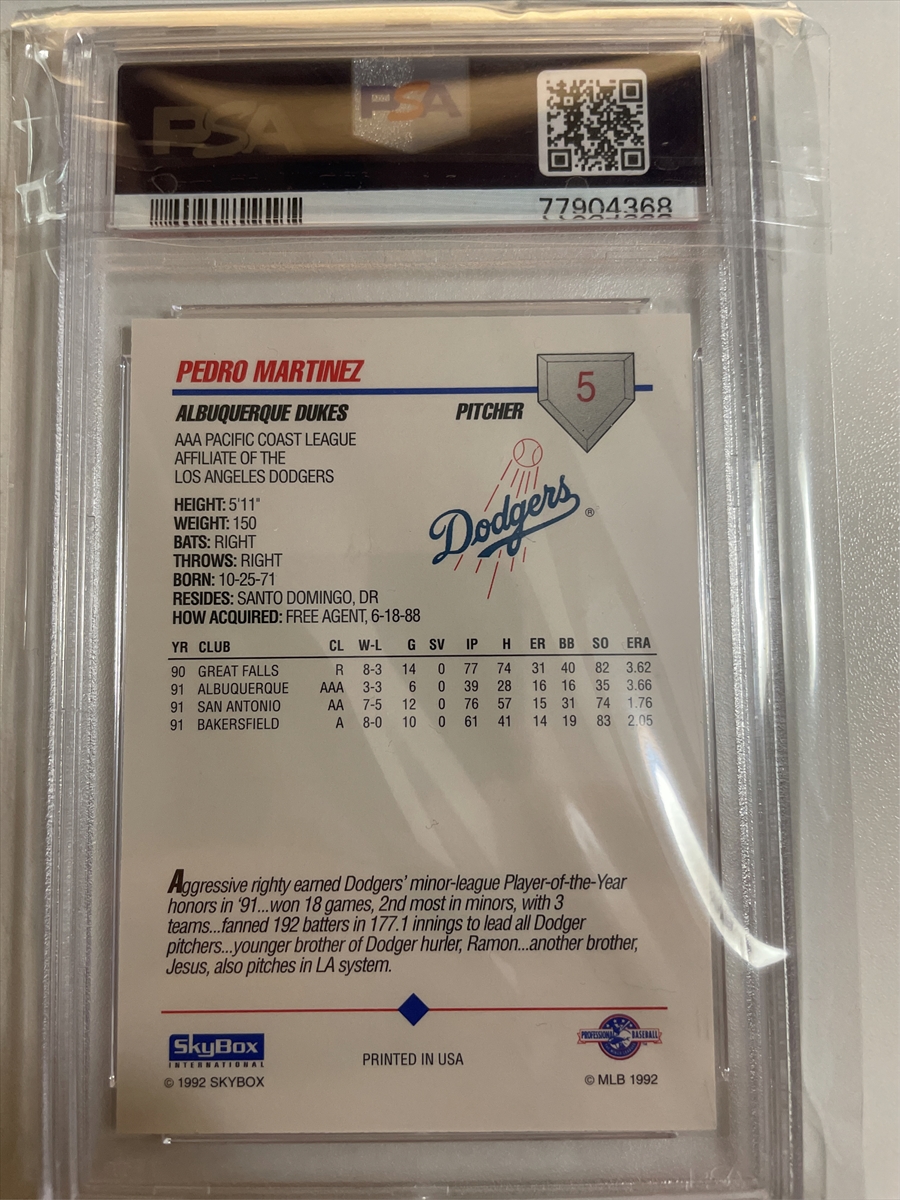 PSA
PSA
77904368
PEDRO MARTINEZ
5
ALBUQUERQUE DUKES PITCHER
AAA PACIFIC COAST LEAGUE
AFFILIATE OF THE
LOS ANGELES DODGERS
Dodgers ®
HEIGHT: 5'11"
WEIGHT: 150
BATS: RIGHT
THROWS: RIGHT
BORN: 10-25-71
RESIDES: SANTO DOMINGO, DR
HOW ACQUIRED: FREE AGENT, 6-18-88
YR CLUB CL W-L G SV IP H ER BB SO ERA
90 GREAT FALLS R 8-3 14 0 77 74 31 40 82 3.62
91 ALBUQUERQUE AAA 3-3 6 0 39 28 16 16 35 3.66
91 SAN ANTONIO AA 7-5 12 0 76 57 15 31 74 1.76
91 BAKERSFIELD A 8-0 10 0 61 41 14 19 83 2.05
Aggressive righty earned Dodgers' minor-league Player-of-the-Year
honors in '91...won 18 games, 2nd most in minors, with 3
teams...fanned 192 batters in 177.1 innings to lead all Dodger
pitchers...younger brother of Dodger hurler, Ramon...another brother,
Jesus, also pitches in LA system.
SkyBox
INTERNATIONAL
© 1992 SKYBOX
PRINTED IN USA
PROFESSIONAL BASEBALL
© MLB 1992